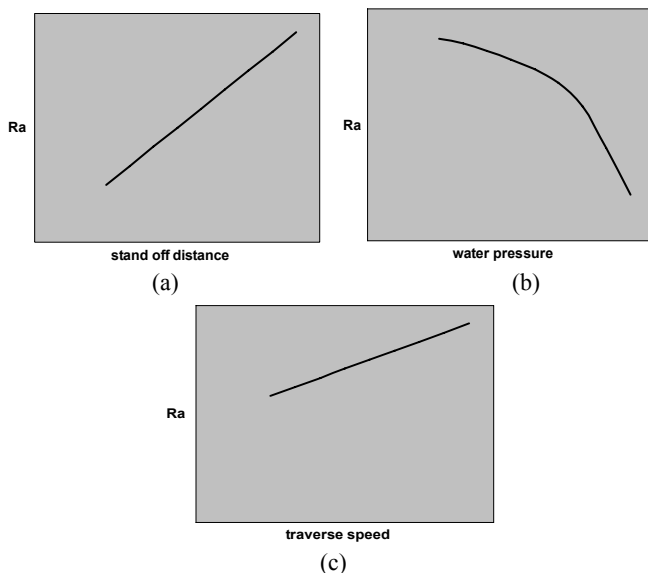 Ra
stand off distance
(a)
Ra
water pressure
(b)
Ra
traverse speed
(c)